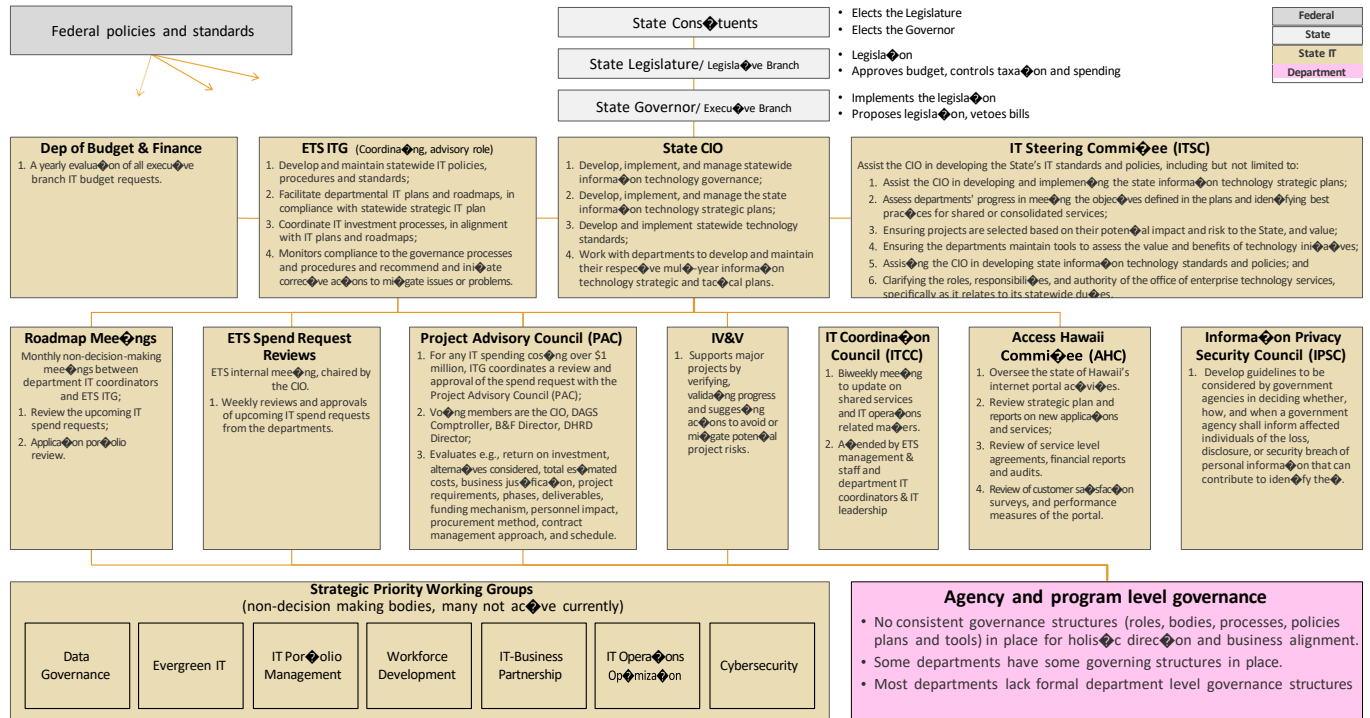 Federal policies and standards
State Cons�tuents
• Elects the Legislature
• Elects the Governor
State Legislature/ Legisla�ve Branch
• Legisla�on
• Approves budget, controls taxa�on and spending
State Governor/ Execu�ve Branch
• Implements the legisla�on
• Proposes legisla�on, vetoes bills
Federal
State
State IT
Department
Dep of Budget & Finance
1. A yearly evalua�on of all execu�ve
branch IT budget requests.
ETS ITG (Coordina�ng, advisory role)
1. Develop and maintain statewide IT policies,
procedures and standards;
2. Facilitate departmental IT plans and roadmaps, in
compliance with statewide strategic IT plan
3. Coordinate IT investment processes, in alignment
with IT plans and roadmaps;
4. Monitors compliance to the governance processes
and procedures and recommend and ini�ate
correc�ve ac�ons to mi�gate issues or problems.
State CIO
1. Develop, implement, and manage statewide
informa�on technology governance;
2. Develop, implement, and manage the state
informa�on technology strategic plans;
3. Develop and implement statewide technology
standards;
4. Work with departments to develop and maintain
their respec�ve mul�-year informa�on
technology strategic and tac�cal plans.
IT Steering Commi�ee (ITSC)
Assist the CIO in developing the State's IT standards and policies, including but not limited to:
1. Assist the CIO in developing and implemen�ng the state informa�on technology strategic plans;
2. Assess departments' progress in mee�ng the objec�ves defined in the plans and iden�fying best
prac�ces for shared or consolidated services;
3. Ensuring projects are selected based on their poten�al impact and risk to the State, and value;
4. Ensuring the departments maintain tools to assess the value and benefits of technology ini�a�ves;
5. Assis�ng the CIO in developing state informa�on technology standards and policies; and
6. Clarifying the roles, responsibili�es, and authority of the office of enterprise technology services,
specifically as it relates to its statewide du�es.
Roadmap Mee�ngs
Monthly non-decision-making
mee�ngs between
department IT coordinators
and ETS ITG;
1. Review the upcoming IT
spend requests;
2. Applica�on por�olio
review.
ETS Spend Request
Reviews
ETS internal mee�ng, chaired by
the CIO.
1. Weekly reviews and approvals
of upcoming IT spend requests
from the departments.
Project Advisory Council (PAC)
1. For any IT spending cos�ng over $1
million, ITG coordinates a review and
approval of the spend request with the
Project Advisory Council (PAC);
2. Vo�ng members are the CIO, DAGS
Comptroller, B&F Director, DHRD
Director;
3. Evaluates e.g., return on investment,
alterna�ves considered, total es�mated
costs, business jus�fica�on, project
requirements, phases, deliverables,
funding mechanism, personnel impact,
procurement method, contract
management approach, and schedule.
IV&V
1. Supports major
projects by
verifying,
valida�ng progress
and sugges�ng
ac�ons to avoid or
mi�gate poten�al
project risks.
IT Coordina�on
Council (ITCC)
1. Biweekly mee�ng
to update on
shared services
and IT opera�ons
related ma�ers.
2. A�ended by ETS
management &
staff and
department IT
coordinators & IT
leadership
Access Hawaii
Commi�ee (AHC)
1. Oversee the state of Hawaii's
internet portal ac�vi�es.
2. Review strategic plan and
reports on new applica�ons
and services;
3. Review of service level
agreements, financial reports
and audits.
4. Review of customer sa�sfac�on
surveys, and performance
measures of the portal.
Informa�on Privacy
Security Council (IPSC)
1. Develop guidelines to be
considered by government
agencies in deciding whether,
how, and when a government
agency shall inform affected
individuals of the loss,
disclosure, or security breach of
personal informa�on that can
contribute to iden�fy the�.
Strategic Priority Working Groups
(non-decision making bodies, many not ac�ve currently)
Data
Governance
Evergreen IT
IT Por�olio
Management
Workforce
Development
IT-Business
Partnership
IT Opera�ons
Op�miza�on
Cybersecurity
Agency and program level governance
• No consistent governance structures (roles, bodies, processes, policies
plans and tools) in place for holis�c direc�on and business alignment.
• Some departments have some governing structures in place.
• Most departments lack formal department level governance structures